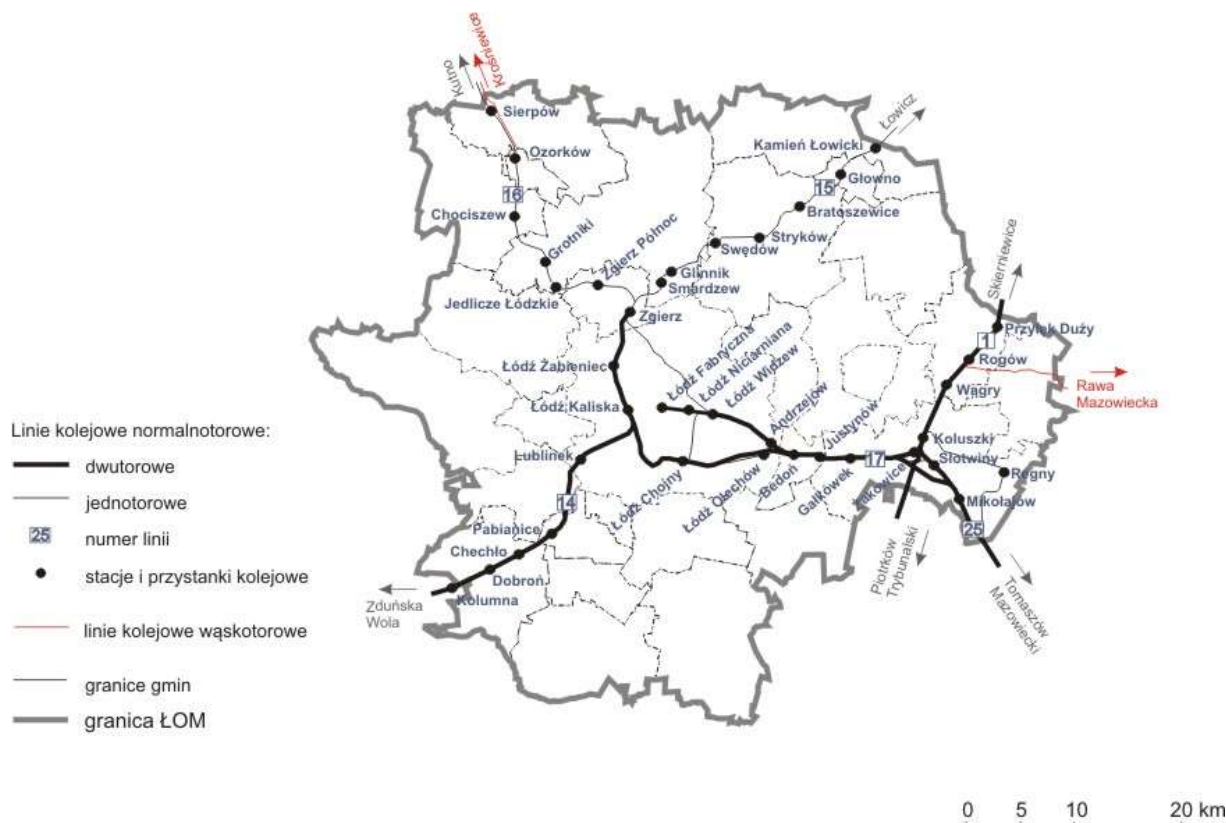 Krośniewice
Kutno
Sierpów
Ozorków
16
Chociszew
Grotniki
Zgierz Północ
Jedlicze Łódzkie
Łowicz
Kamień Łowicki
15
Głowno
Bratoszewice
Stryków
Swędów
Glinnik
Smardzew
Zgierz
Skierniewice
Przyłęk Duży
1
Rogów
Rawa
Mazowiecka
Wągry
Łódź Żabieniec
Łódź Fabryczna
Łódź Niciarniana
Łódź Widzew
Łódź Kaliska
Andrzejów
Justynów
Koluszki
Słotwiny
Regny
Lublinek
Łódź Chojny
Łódź Olechów
Bedoń
Gałkówek
17
Żakowice
Mikołajów
25
14
Pabianice
Chechło
Dobroń
Kolumna
Zduńska
Wola
Piotrków
Trybunalski
Tomaszów
Mazowiecki
Linie kolejowe normalnotorowe:
dwutorowe
jednotorowe
25 numer linii
stacje i przystanki kolejowe
linie kolejowe wąskotorowe
granice gmin
granica ŁOM
0 5 10 20 km